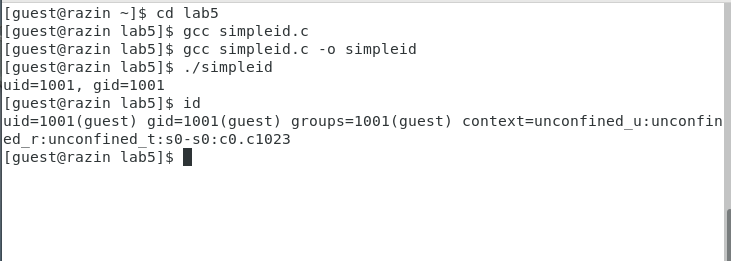 [guest@razin ~]$ cd lab5
[guest@razin lab5]$ gcc simpleid.c
[guest@razin lab5]$ gcc simpleid.c -o simpleid
[guest@razin lab5]$ ./simpleid
uid=1001, gid=1001
[guest@razin lab5]$ id
uid=1001(guest) gid=1001(guest) groups=1001(guest) context=unconfined_u:unconfin
ed_r:unconfined_t:s0-s0:c0.c1023
[guest@razin lab5]$